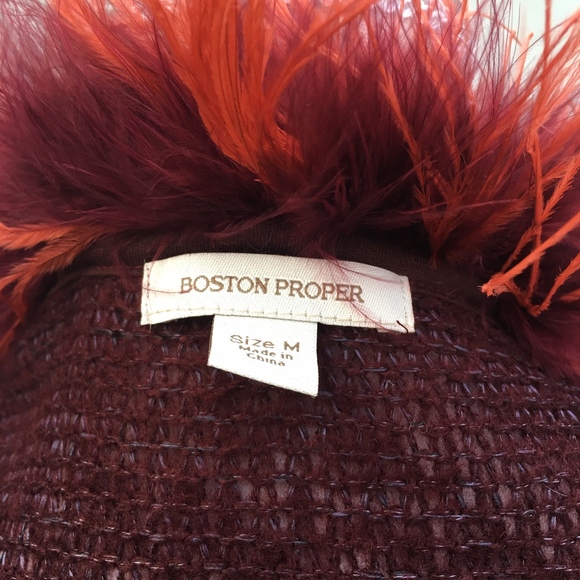 BOSTON PROPER
Size M
Made in
China